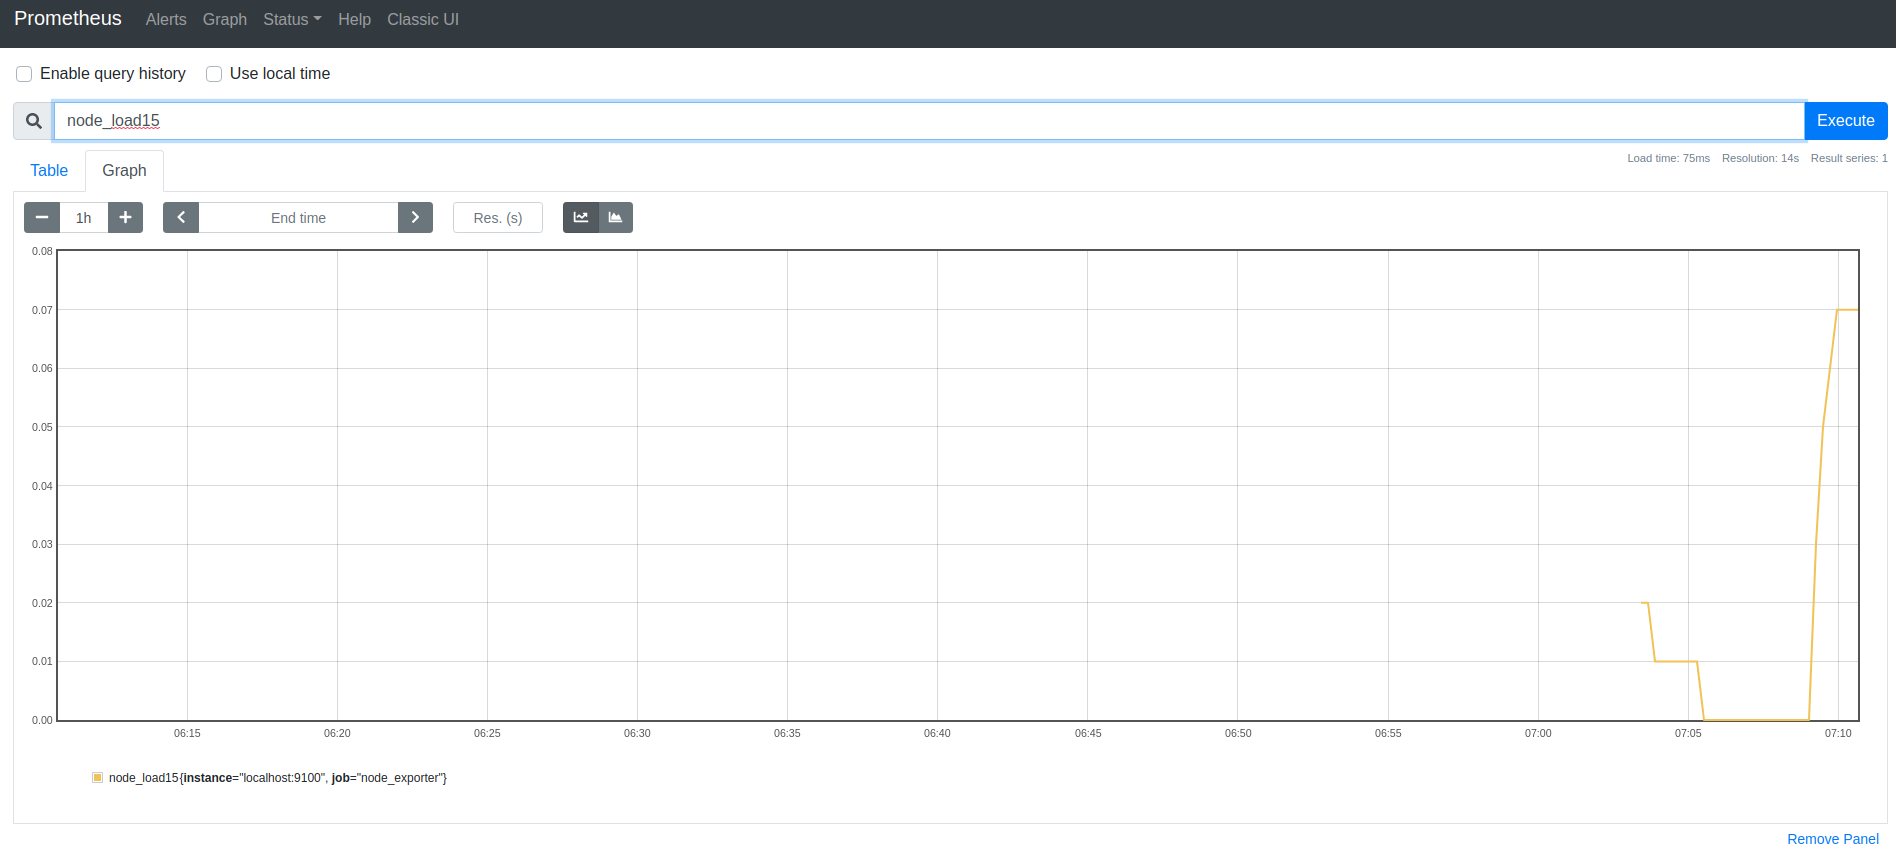 Prometheus Alerts Graph Status Help Classic UI
Enable query history Use local time
node_load15 Execute
Table Graph Load time: 75ms Resolution: 14s Result series: 1
1h End time Res. (s)
0.08
0.07
0.06
0.05
0.04
0.03
0.02
0.01
0.00
06:15 06:20 06:25 06:30 06:35 06:40 06:45 06:50 06:55 07:00 07:05 07:10
node_load15{instance="localhost:9100", job="node_exporter"}
Remove Panel